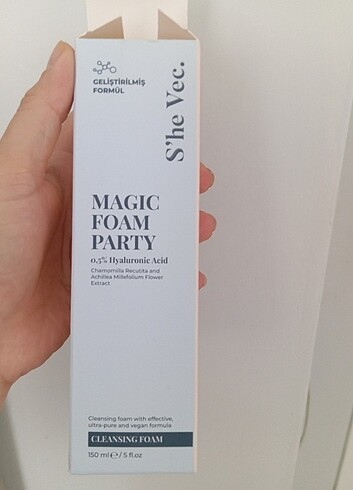 GELİŞTİRİLMİŞ
FORMÜL
S'he Vec.
MAGIC
FOAM
PARTY
0,5% Hyaluronic Acid
Chamomilla Recutita and
Achillea Millefolium Flower
Extract
Cleansing foam with effective,
ultra-pure and vegan formula
CLEANSING FOAM
150 ml ℮ / 5 fl.oz